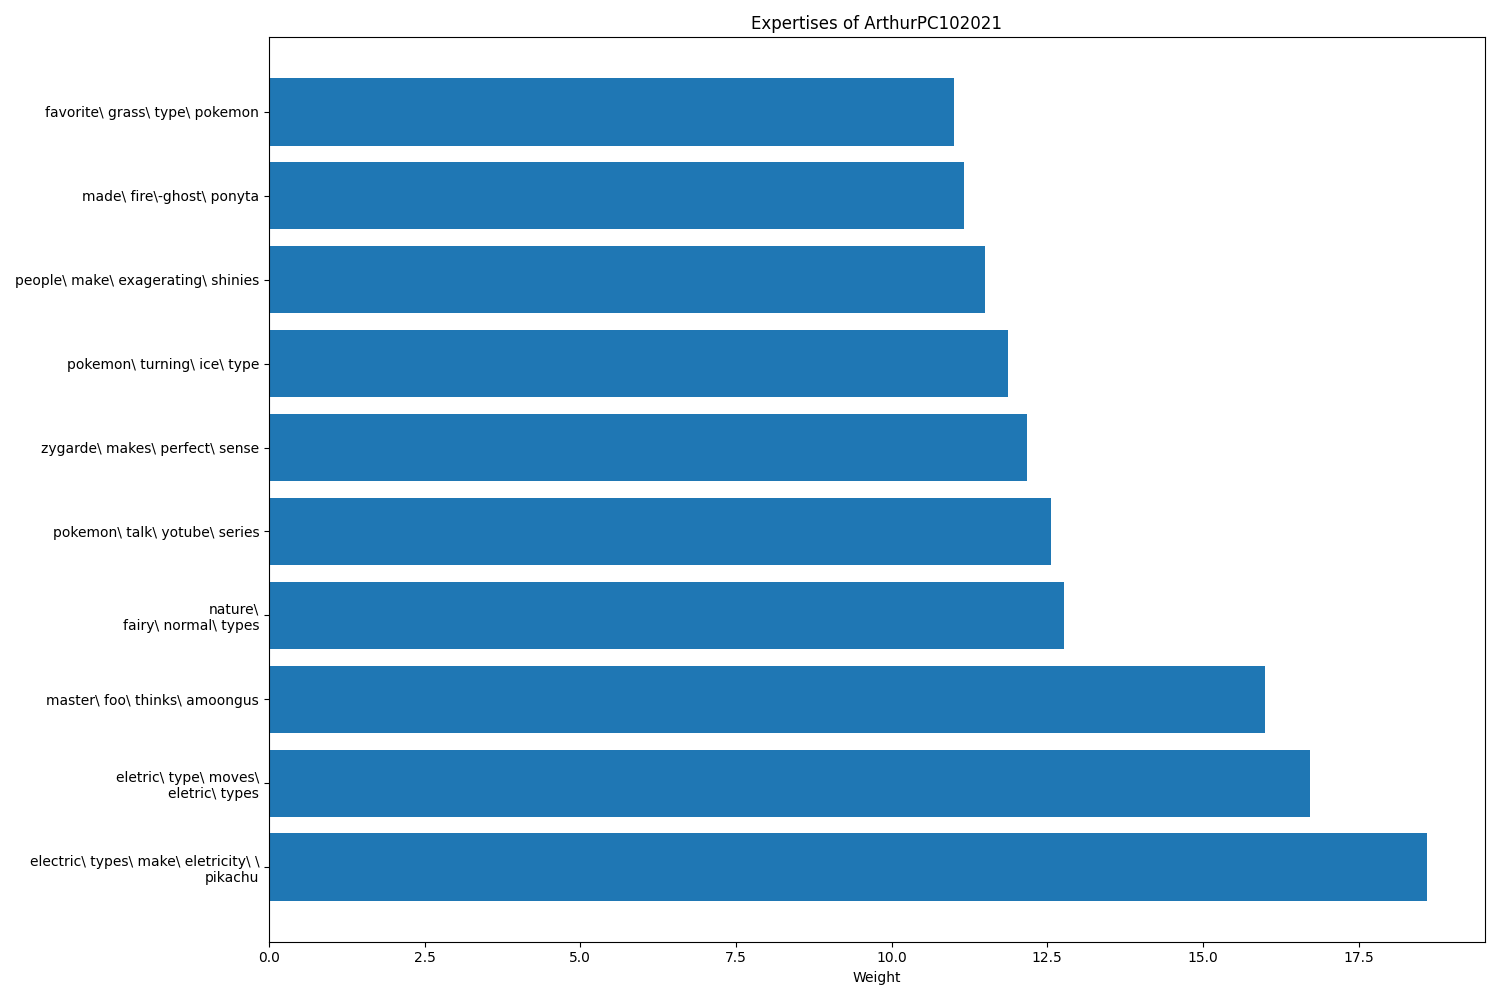 Expertises of ArthurPC102021
favorite\ grass\ type\ pokemon
made\ fire\-ghost\ ponyta
people\ make\ exagerating\ shinies
pokemon\ turning\ ice\ type
zygarde\ makes\ perfect\ sense
pokemon\ talk\ yotube\ series
nature\
fairy\ normal\ types
master\ foo\ thinks\ amoongus
eletric\ type\ moves\
eletric\ types
electric\ types\ make\ eletricity\ \
pikachu
0.0 2.5 5.0 7.5 10.0 12.5 15.0 17.5
Weight